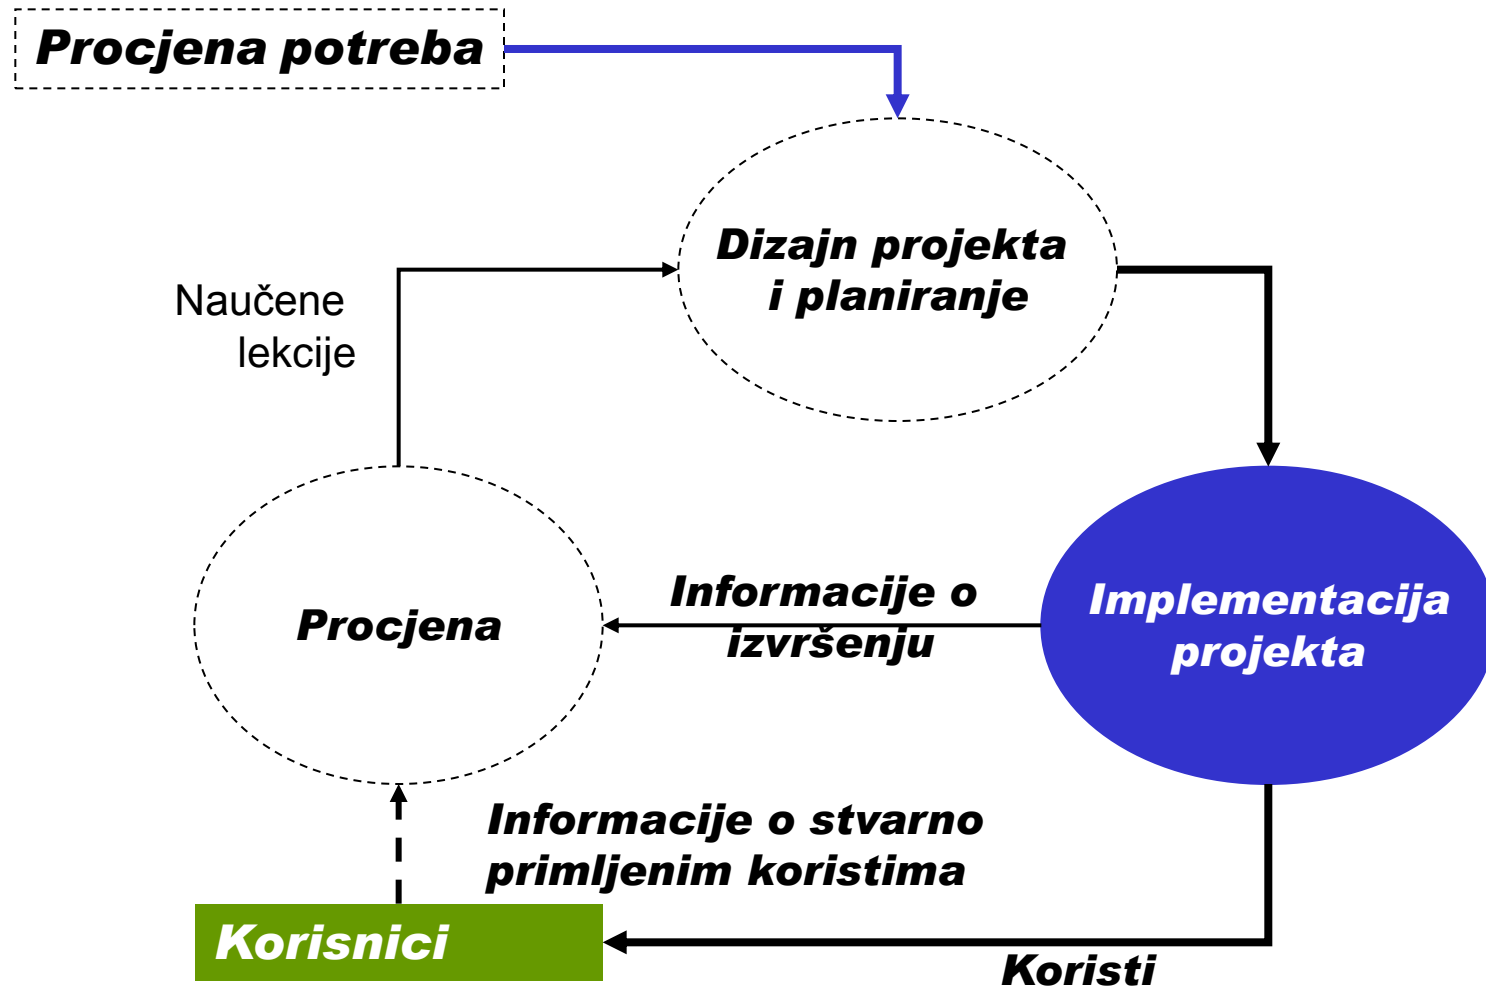 Procjena potreba
Dizajn projekta
i planiranje
Naučene
lekcije
Informacije o
izvršenju
Implementacija
projekta
Procjena
Informacije o stvarno
primljenim koristima
Korisnici
Koristi